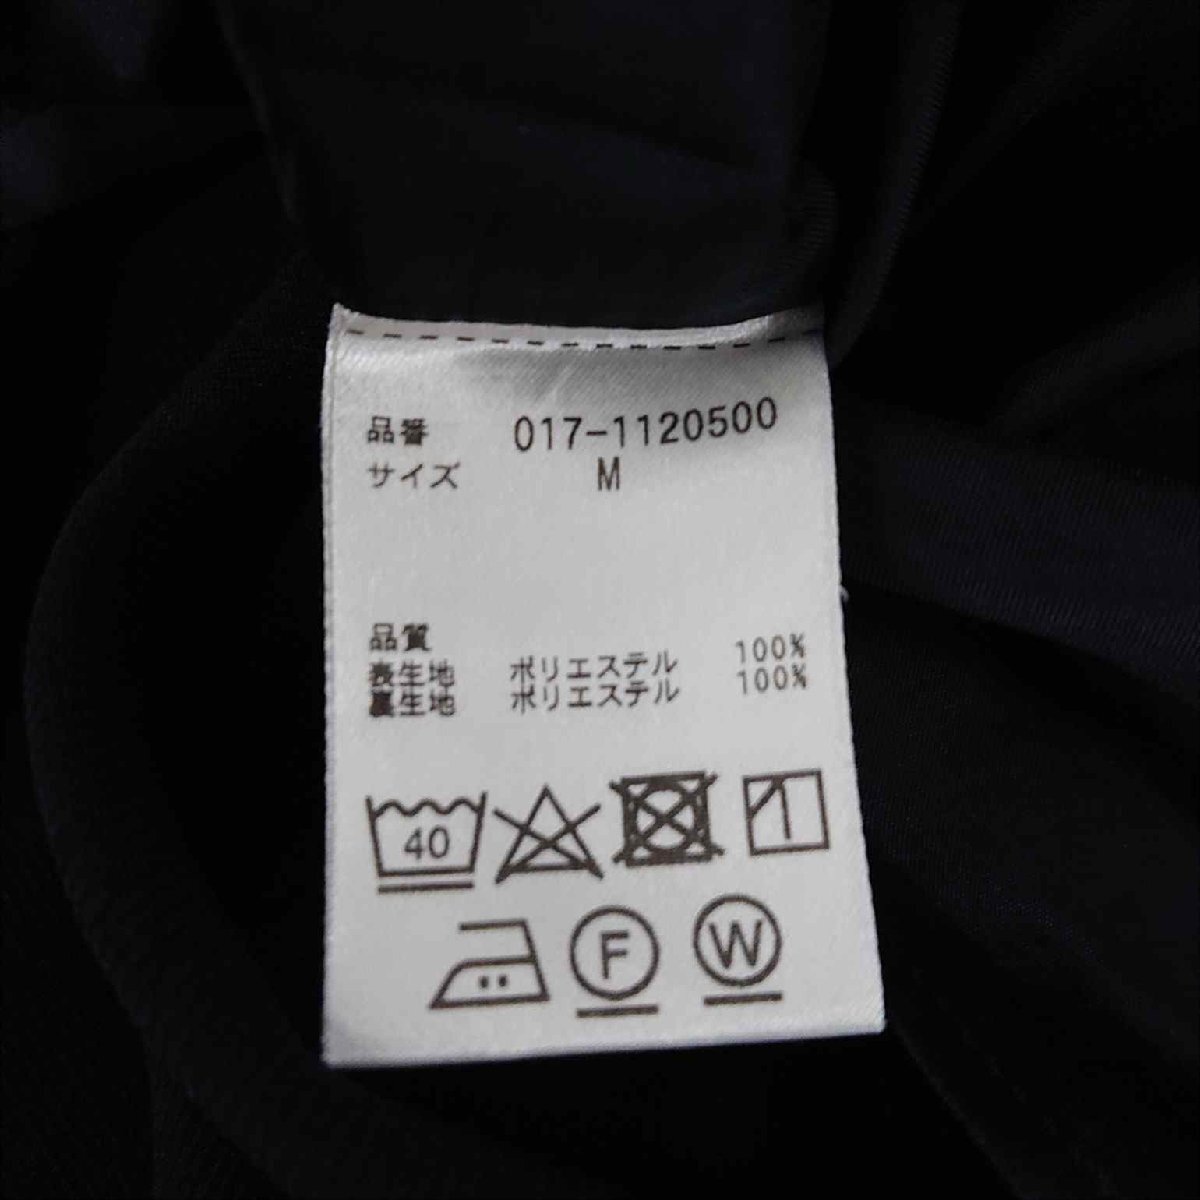 品番 017-1120500
サイズ M
品質
表生地 ポリエステル 100%
裏生地 ポリエステル 100%
40
F W